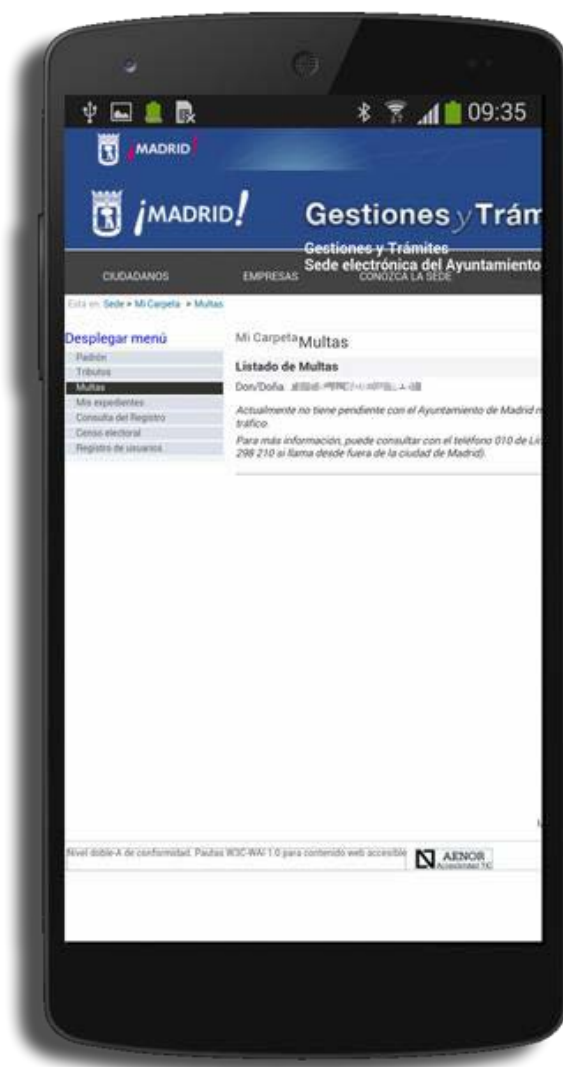 09:35
¡MADRID!
¡MADRID!
Gestiones y Trám
Gestiones y Trámites
Sede electrónica del Ayuntamiento
CIUDADANOS EMPRESAS CONOZCA LA SEDE
Está en: Sede ▸ Mi Carpeta ▸ Multas
Desplegar menú
Padrón
Tributos
Multas
Mis expedientes
Consulta del Registro
Censo electoral
Registro de usuarios
Mi Carpeta Multas
Listado de Multas
Don/Doña
Actualmente no tiene pendiente con el Ayuntamiento de Madrid
tráfico.
Para más información, puede consultar con el teléfono 010 de
298 210 si llama desde fuera de la ciudad de Madrid).
Nivel doble-A de conformidad. Pautas W3C-WAI 1.0 para contenido web accesible
AENOR
Accesibilidad TIC